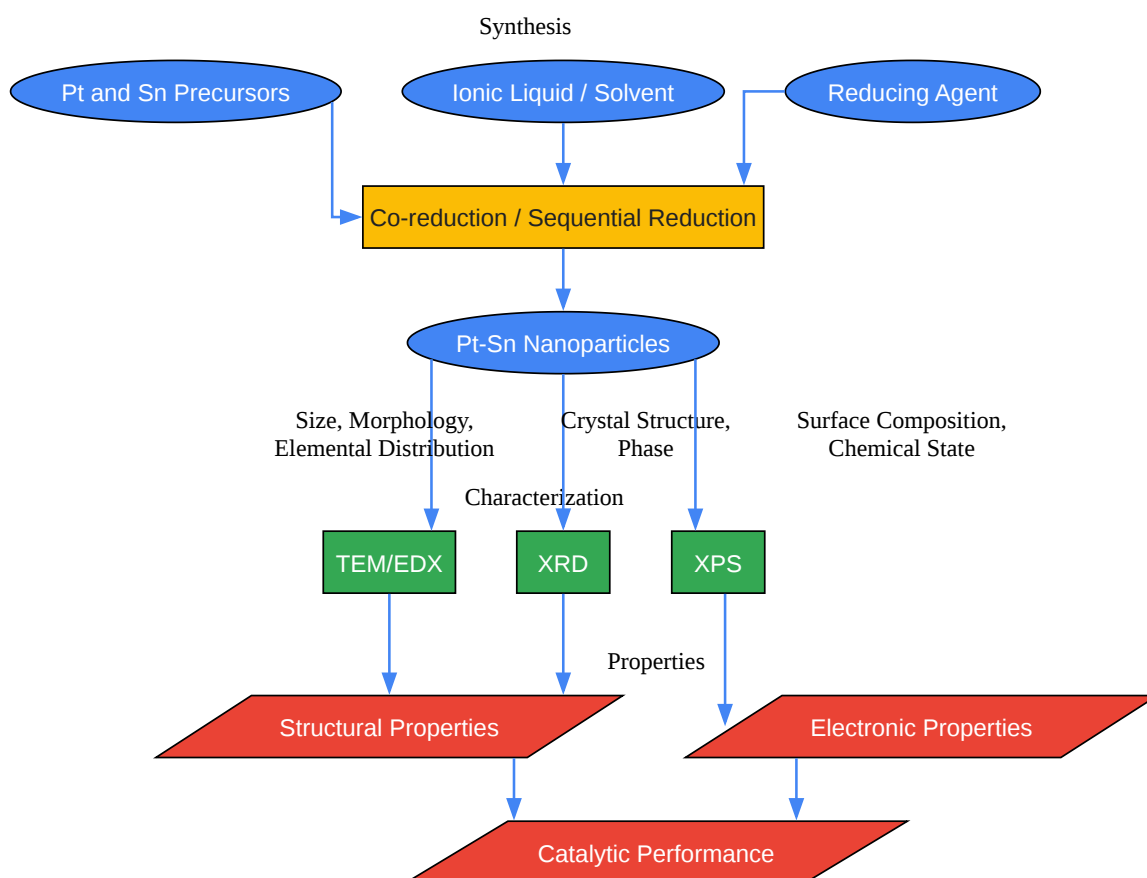 Synthesis
Pt and Sn Precursors
Ionic Liquid / Solvent
Reducing Agent
Co-reduction / Sequential Reduction
Pt-Sn Nanoparticles
Size, Morphology,
Elemental Distribution
Crystal Structure,
Phase
Surface Composition,
Chemical State
Characterization
TEM/EDX
XRD
XPS
Properties
Structural Properties
Electronic Properties
Catalytic Performance